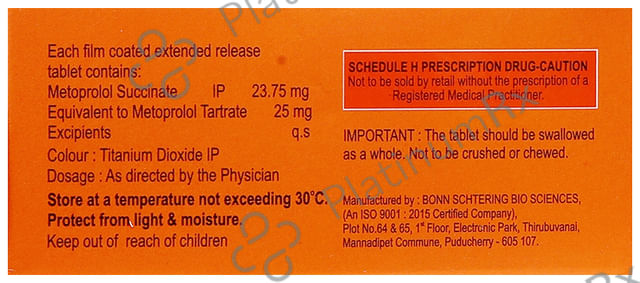 Each film coated extended release
tablet contains:
Metoprolol Succinate IP 23.75 mg
Equivalent to Metoprolol Tartrate 25 mg
Excipients q.s
Colour : Titanium Dioxide IP
Dosage : As directed by the Physician
Store at a temperature not exceeding 30°C.
Protect from light & moisture.
Keep out of reach of children
SCHEDULE H PRESCRIPTION DRUG-CAUTION
Not to be sold by retail without the prescription of a
Registered Medical Practitioner.
IMPORTANT : The tablet should be swallowed
as a whole. Not to be crushed or chewed.
Manufactured by : BONN SCHTERING BIO SCIENCES,
(An ISO 9001 : 2015 Certified Company),
Plot No.64 & 65, 1st Floor, Electronic Park, Thirubuvanai,
Mannadipet Commune, Puducherry - 605 107.
PlatinumRx